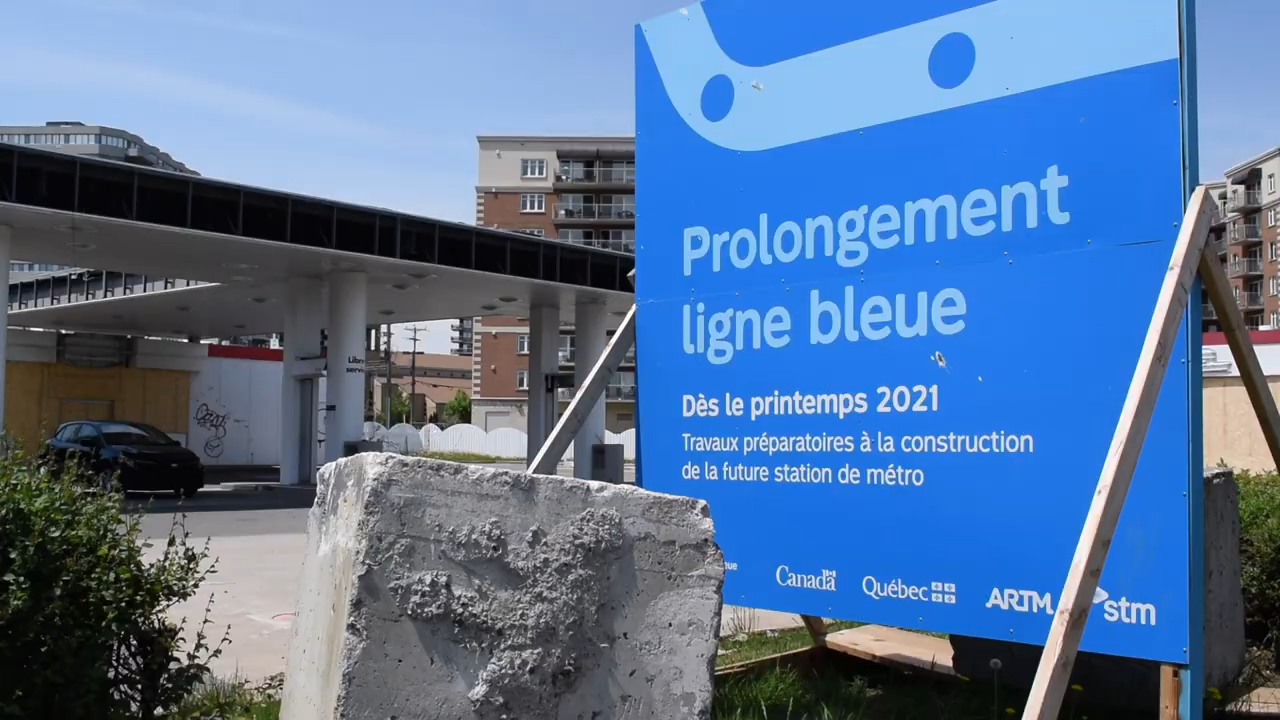 Prolongement
ligne bleue
Dès le printemps 2021
Travaux préparatoires à la construction
de la future station de métro
Canada
Québec
ARTM
stm
Libre